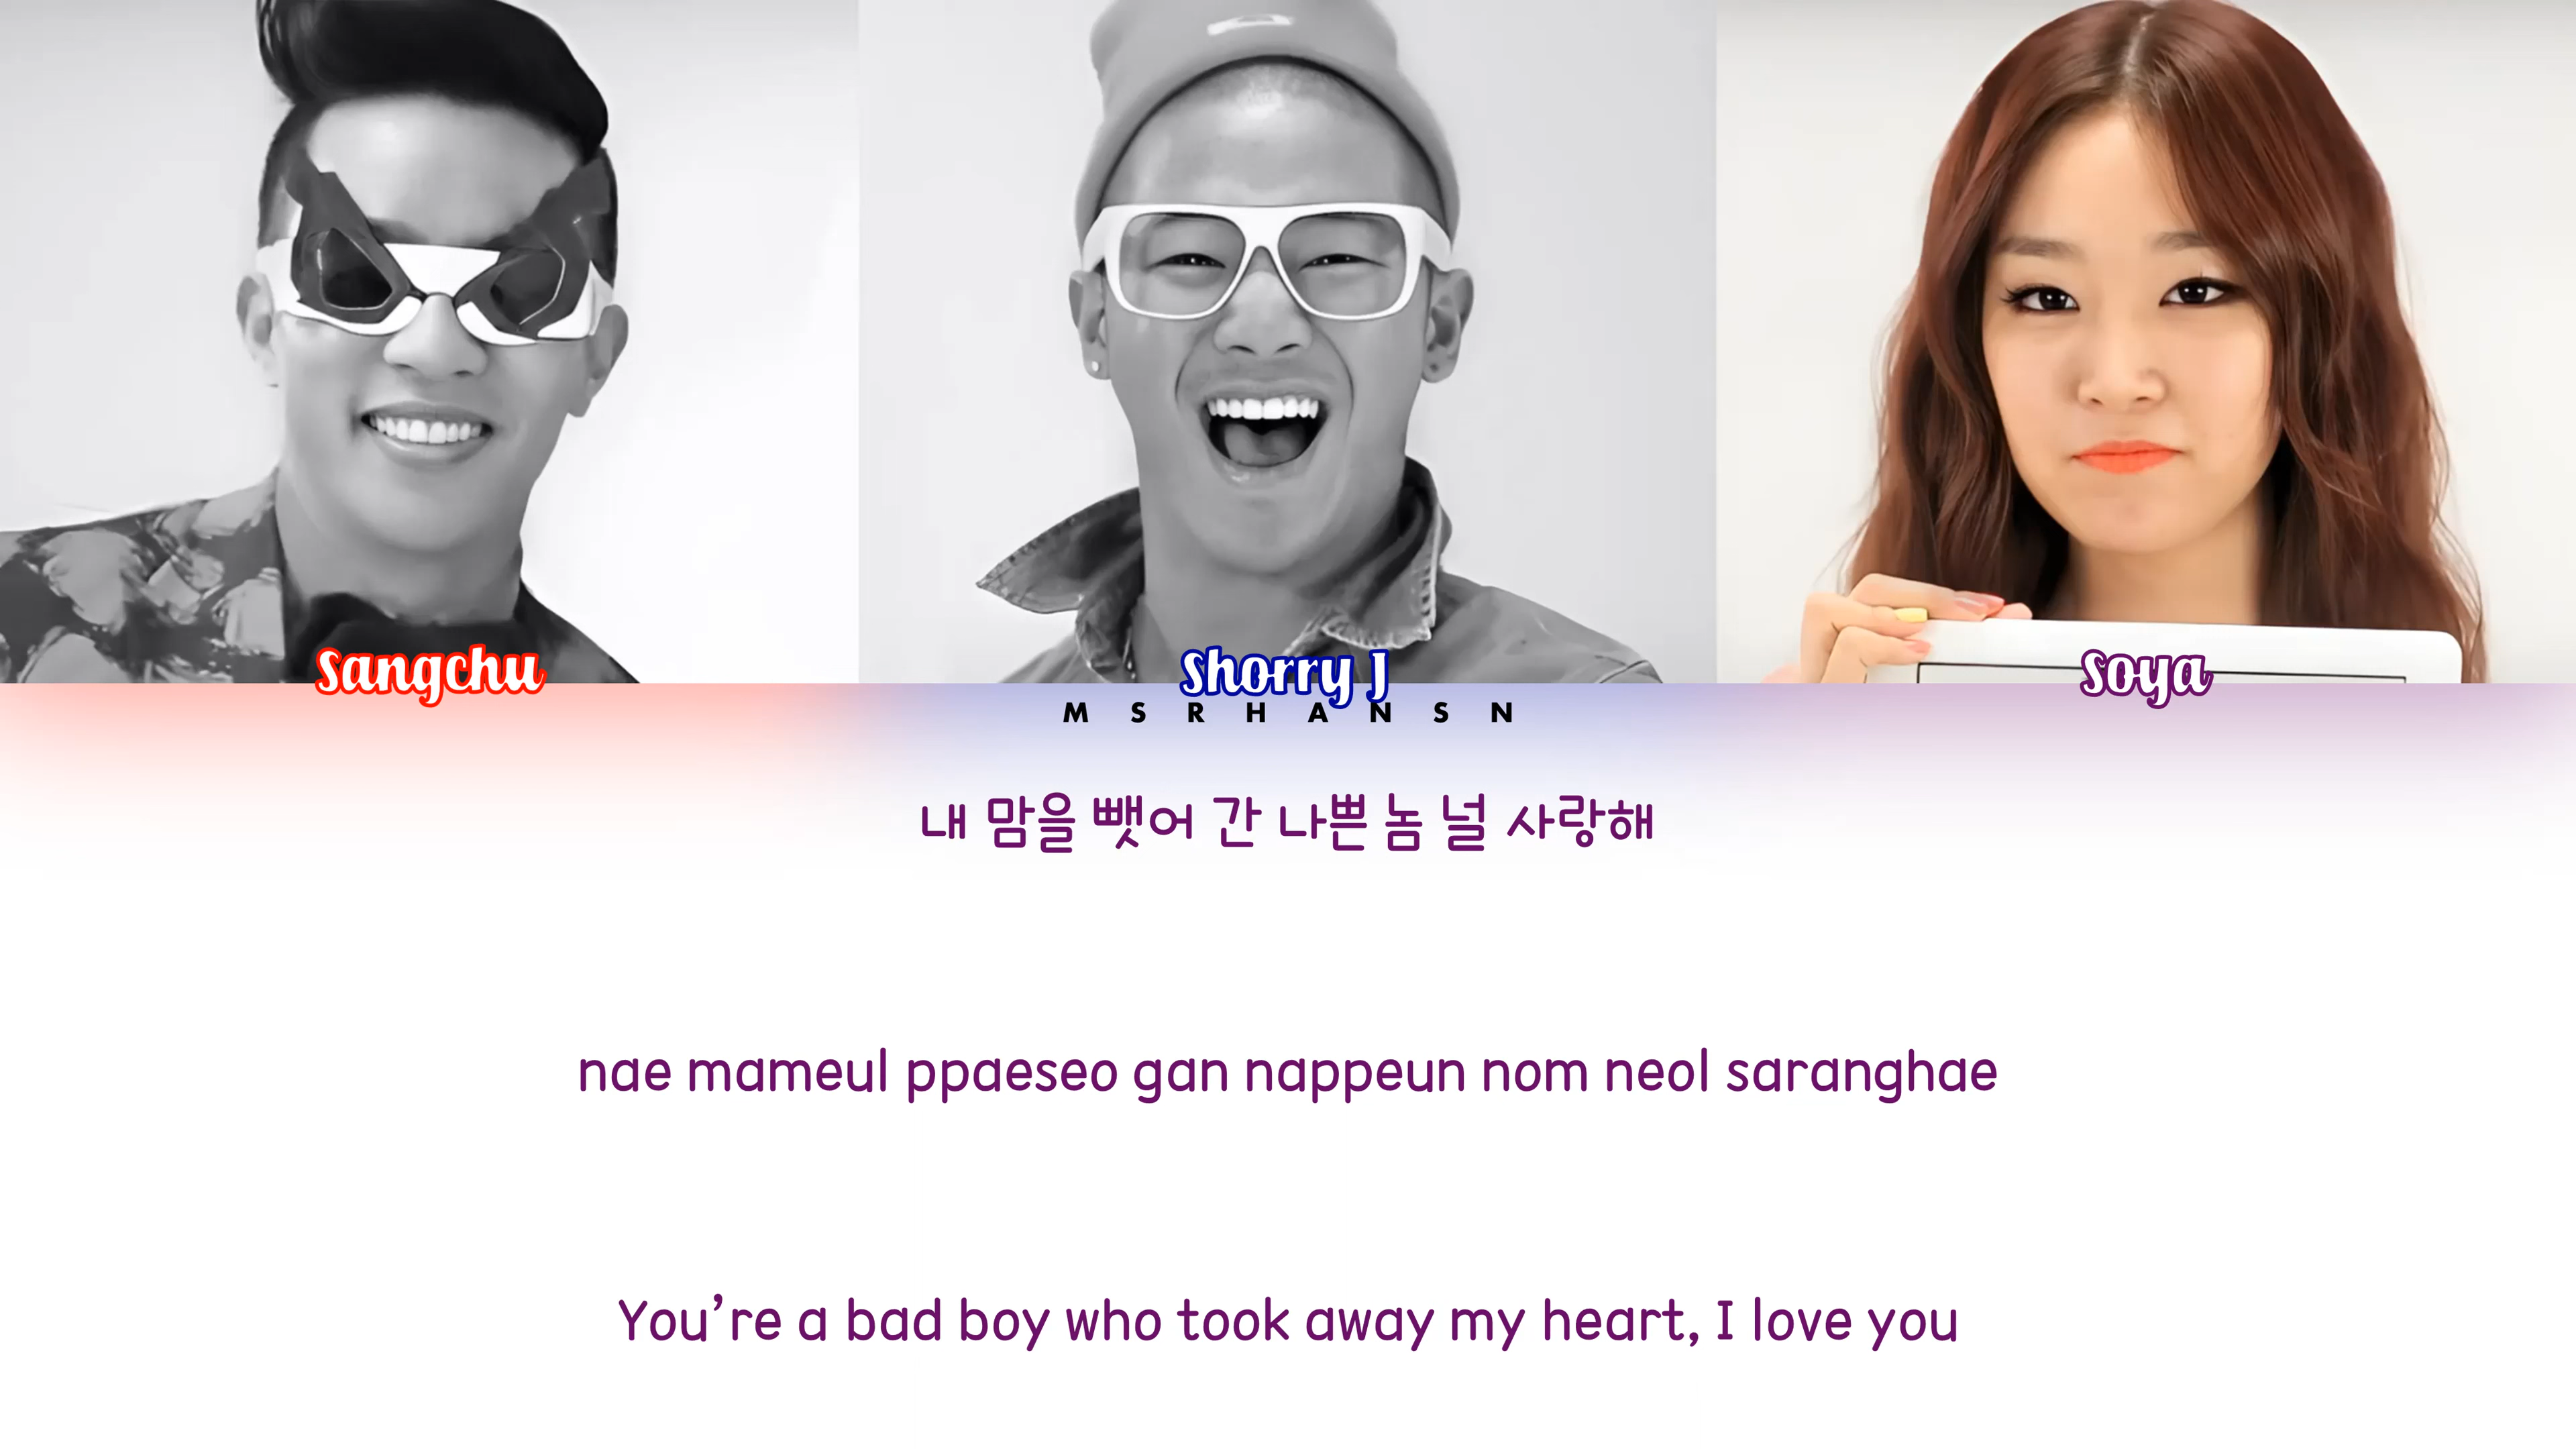 Sangchu
Shorry J
Soya
MSRHANSN
내 맘을 뺏어 간 나쁜 놈 널 사랑해
nae mameul ppaeseo gan nappeun nom neol saranghae
You're a bad boy who took away my heart, I love you